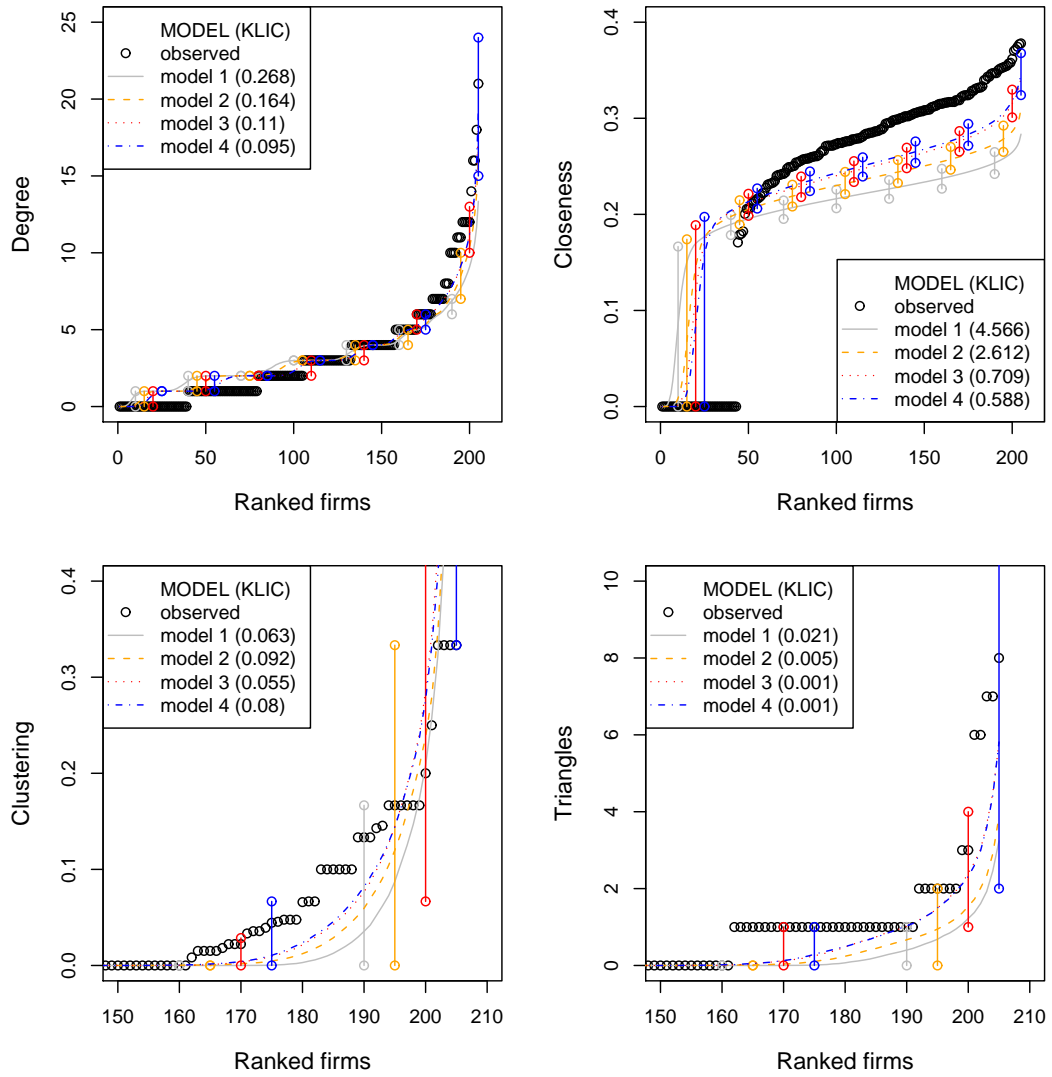 MODEL (KLIC)
observed
model 1 (0.268)
model 2 (0.164)
model 3 (0.11)
model 4 (0.095)
Degree
0
5
10
15
20
25
0
50
100
150
200
Ranked firms
MODEL (KLIC)
observed
model 1 (4.566)
model 2 (2.612)
model 3 (0.709)
model 4 (0.588)
Closeness
0.0
0.1
0.2
0.3
0.4
0
50
100
150
200
Ranked firms
MODEL (KLIC)
observed
model 1 (0.063)
model 2 (0.092)
model 3 (0.055)
model 4 (0.08)
Clustering
0.0
0.1
0.2
0.3
0.4
150
160
170
180
190
200
210
Ranked firms
MODEL (KLIC)
observed
model 1 (0.021)
model 2 (0.005)
model 3 (0.001)
model 4 (0.001)
Triangles
0
2
4
6
8
10
150
160
170
180
190
200
210
Ranked firms